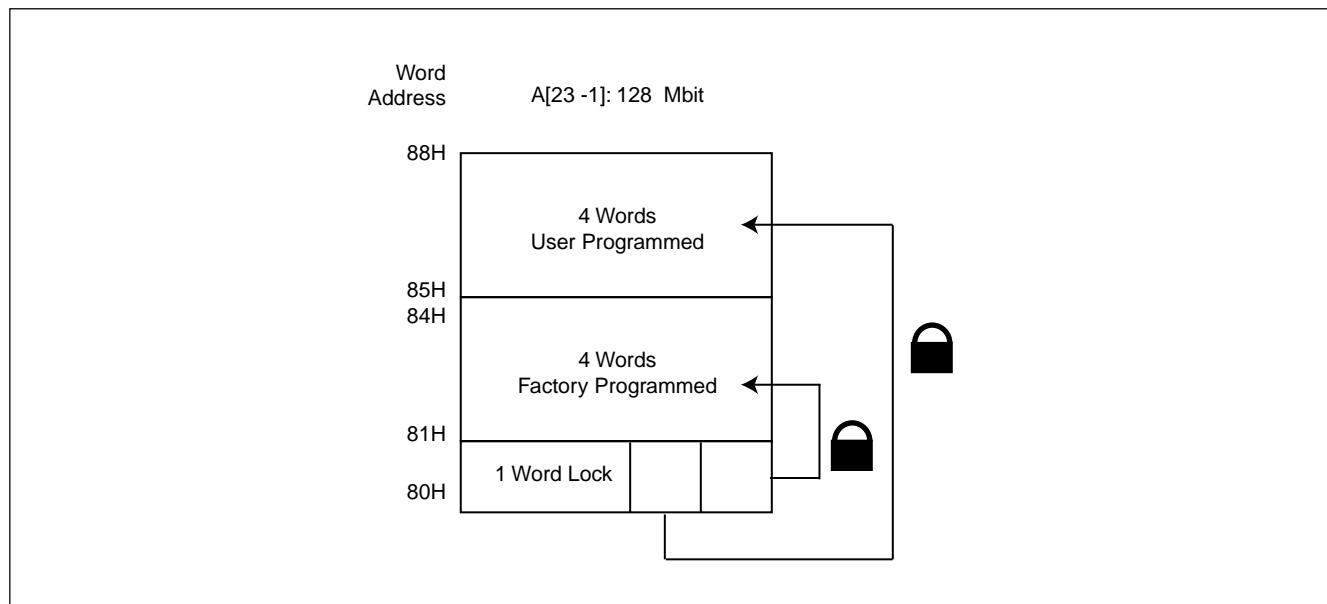 Word
Address
A[23 -1]: 128 Mbit
88H
4 Words
User Programmed
85H
84H
4 Words
Factory Programmed
81H
1 Word Lock
80H